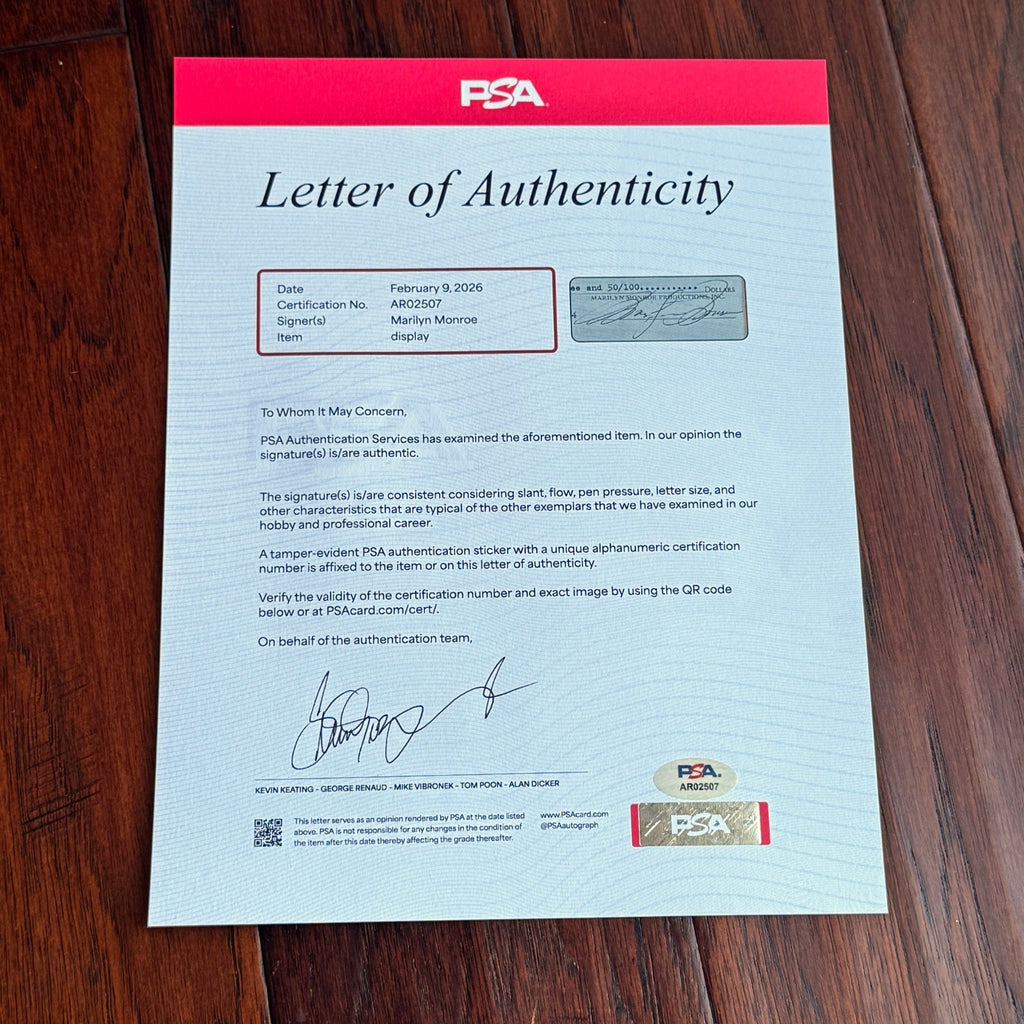 PSA
Letter of Authenticity
Date February 9, 2026
Certification No. AR02507
Signer(s) Marilyn Monroe
Item display
and 50/100........... DOLLARS
MARILYN MONROE PRODUCTIONS, INC.
To Whom It May Concern,
PSA Authentication Services has examined the aforementioned item. In our opinion the
signature(s) is/are authentic.
The signature(s) is/are consistent considering slant, flow, pen pressure, letter size, and
other characteristics that are typical of the other exemplars that we have examined in our
hobby and professional career.
A tamper-evident PSA authentication sticker with a unique alphanumeric certification
number is affixed to the item or on this letter of authenticity.
Verify the validity of the certification number and exact image by using the QR code
below or at PSAcard.com/cert/.
On behalf of the authentication team,
KEVIN KEATING - GEORGE RENAUD - MIKE VIBRONEK - TOM POON - ALAN DICKER
This letter serves as an opinion rendered by PSA at the date listed
above. PSA is not responsible for any changes in the condition of
the item after this date thereby affecting the grade thereafter.
www.PSAcard.com
@PSAautograph
PSA.
AR02507
PSA